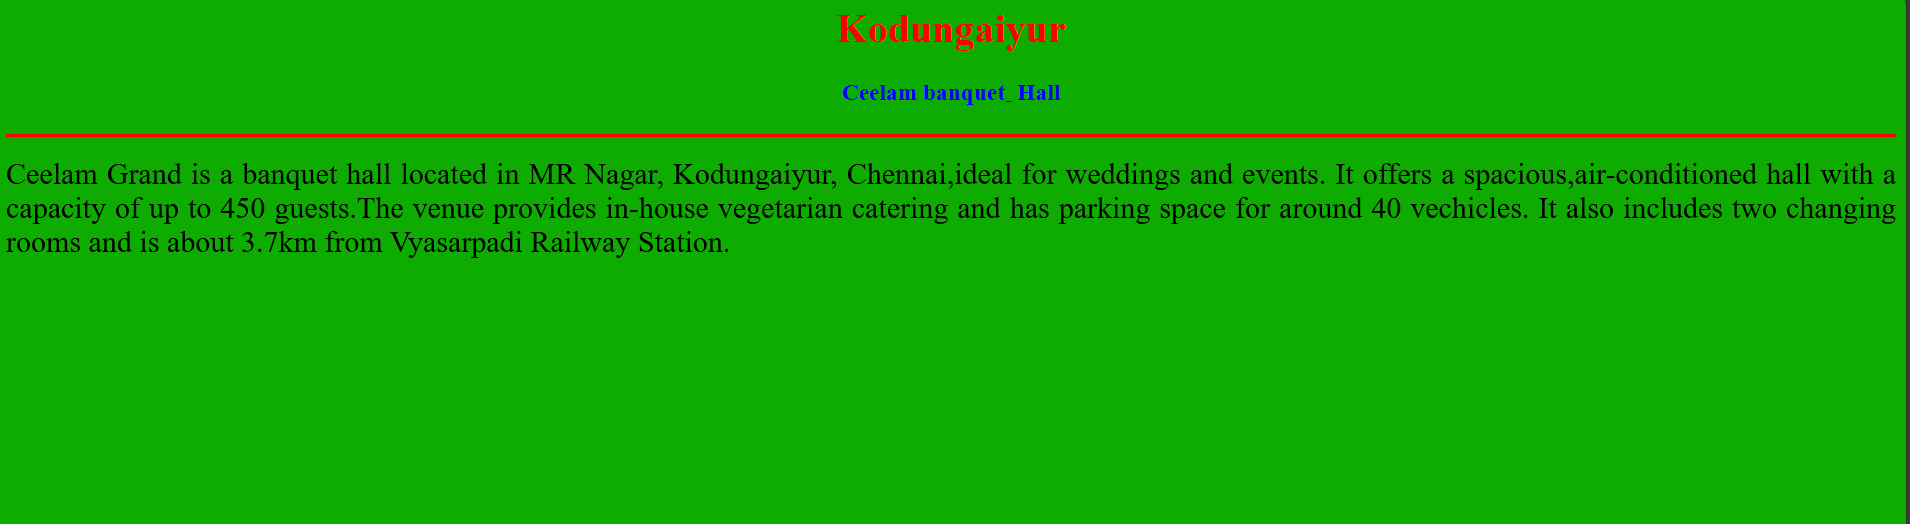 Kodungaiyur
Ceelam banquet_ Hall
Ceelam Grand is a banquet hall located in MR Nagar, Kodungaiyur, Chennai,ideal for weddings and events. It offers a spacious,air-conditioned hall with a
capacity of up to 450 guests.The venue provides in-house vegetarian catering and has parking space for around 40 vechicles. It also includes two changing
rooms and is about 3.7km from Vyasarpadi Railway Station.